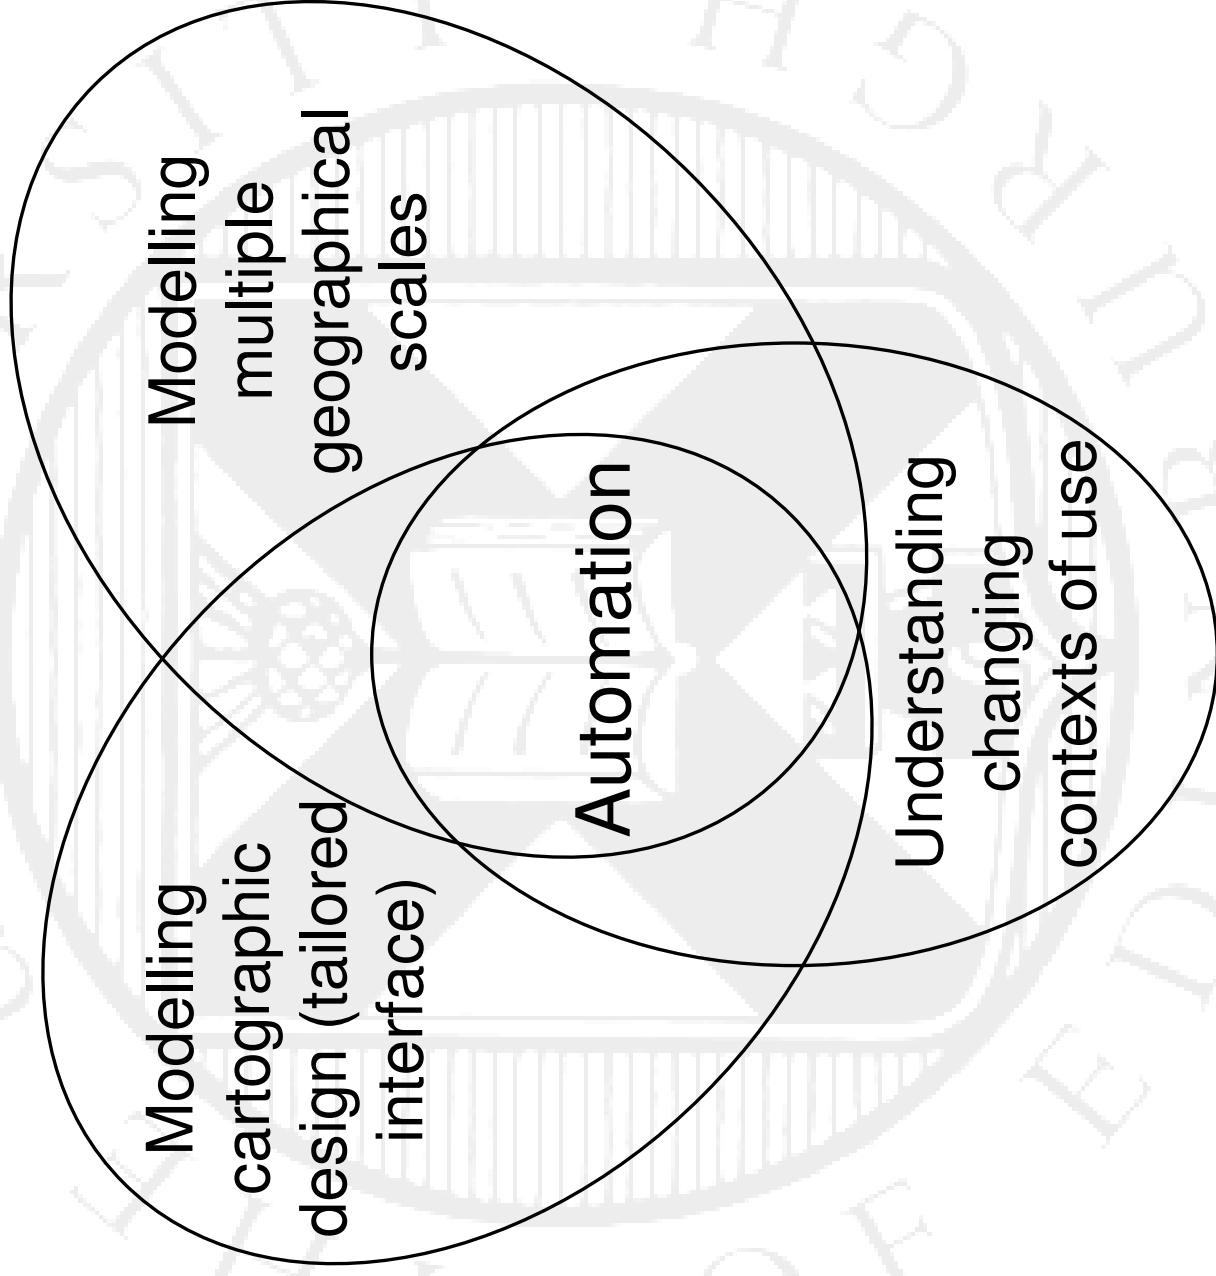 Modelling
cartographic
design (tailored
interface)
Modelling
multiple
geographical
scales
Automation
Understanding
changing
contexts of use